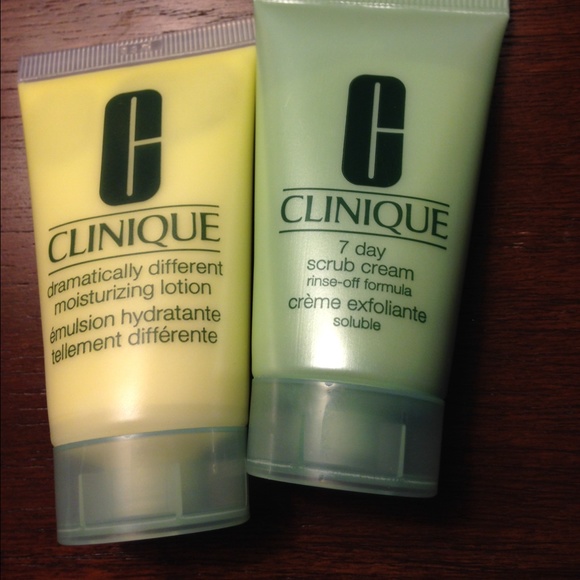 CLINIQUE
dramatically different
moisturizing lotion
émulsion hydratante
tellement différente
C
CLINIQUE
7 day
scrub cream
rinse-off formula
crème exfoliante
soluble